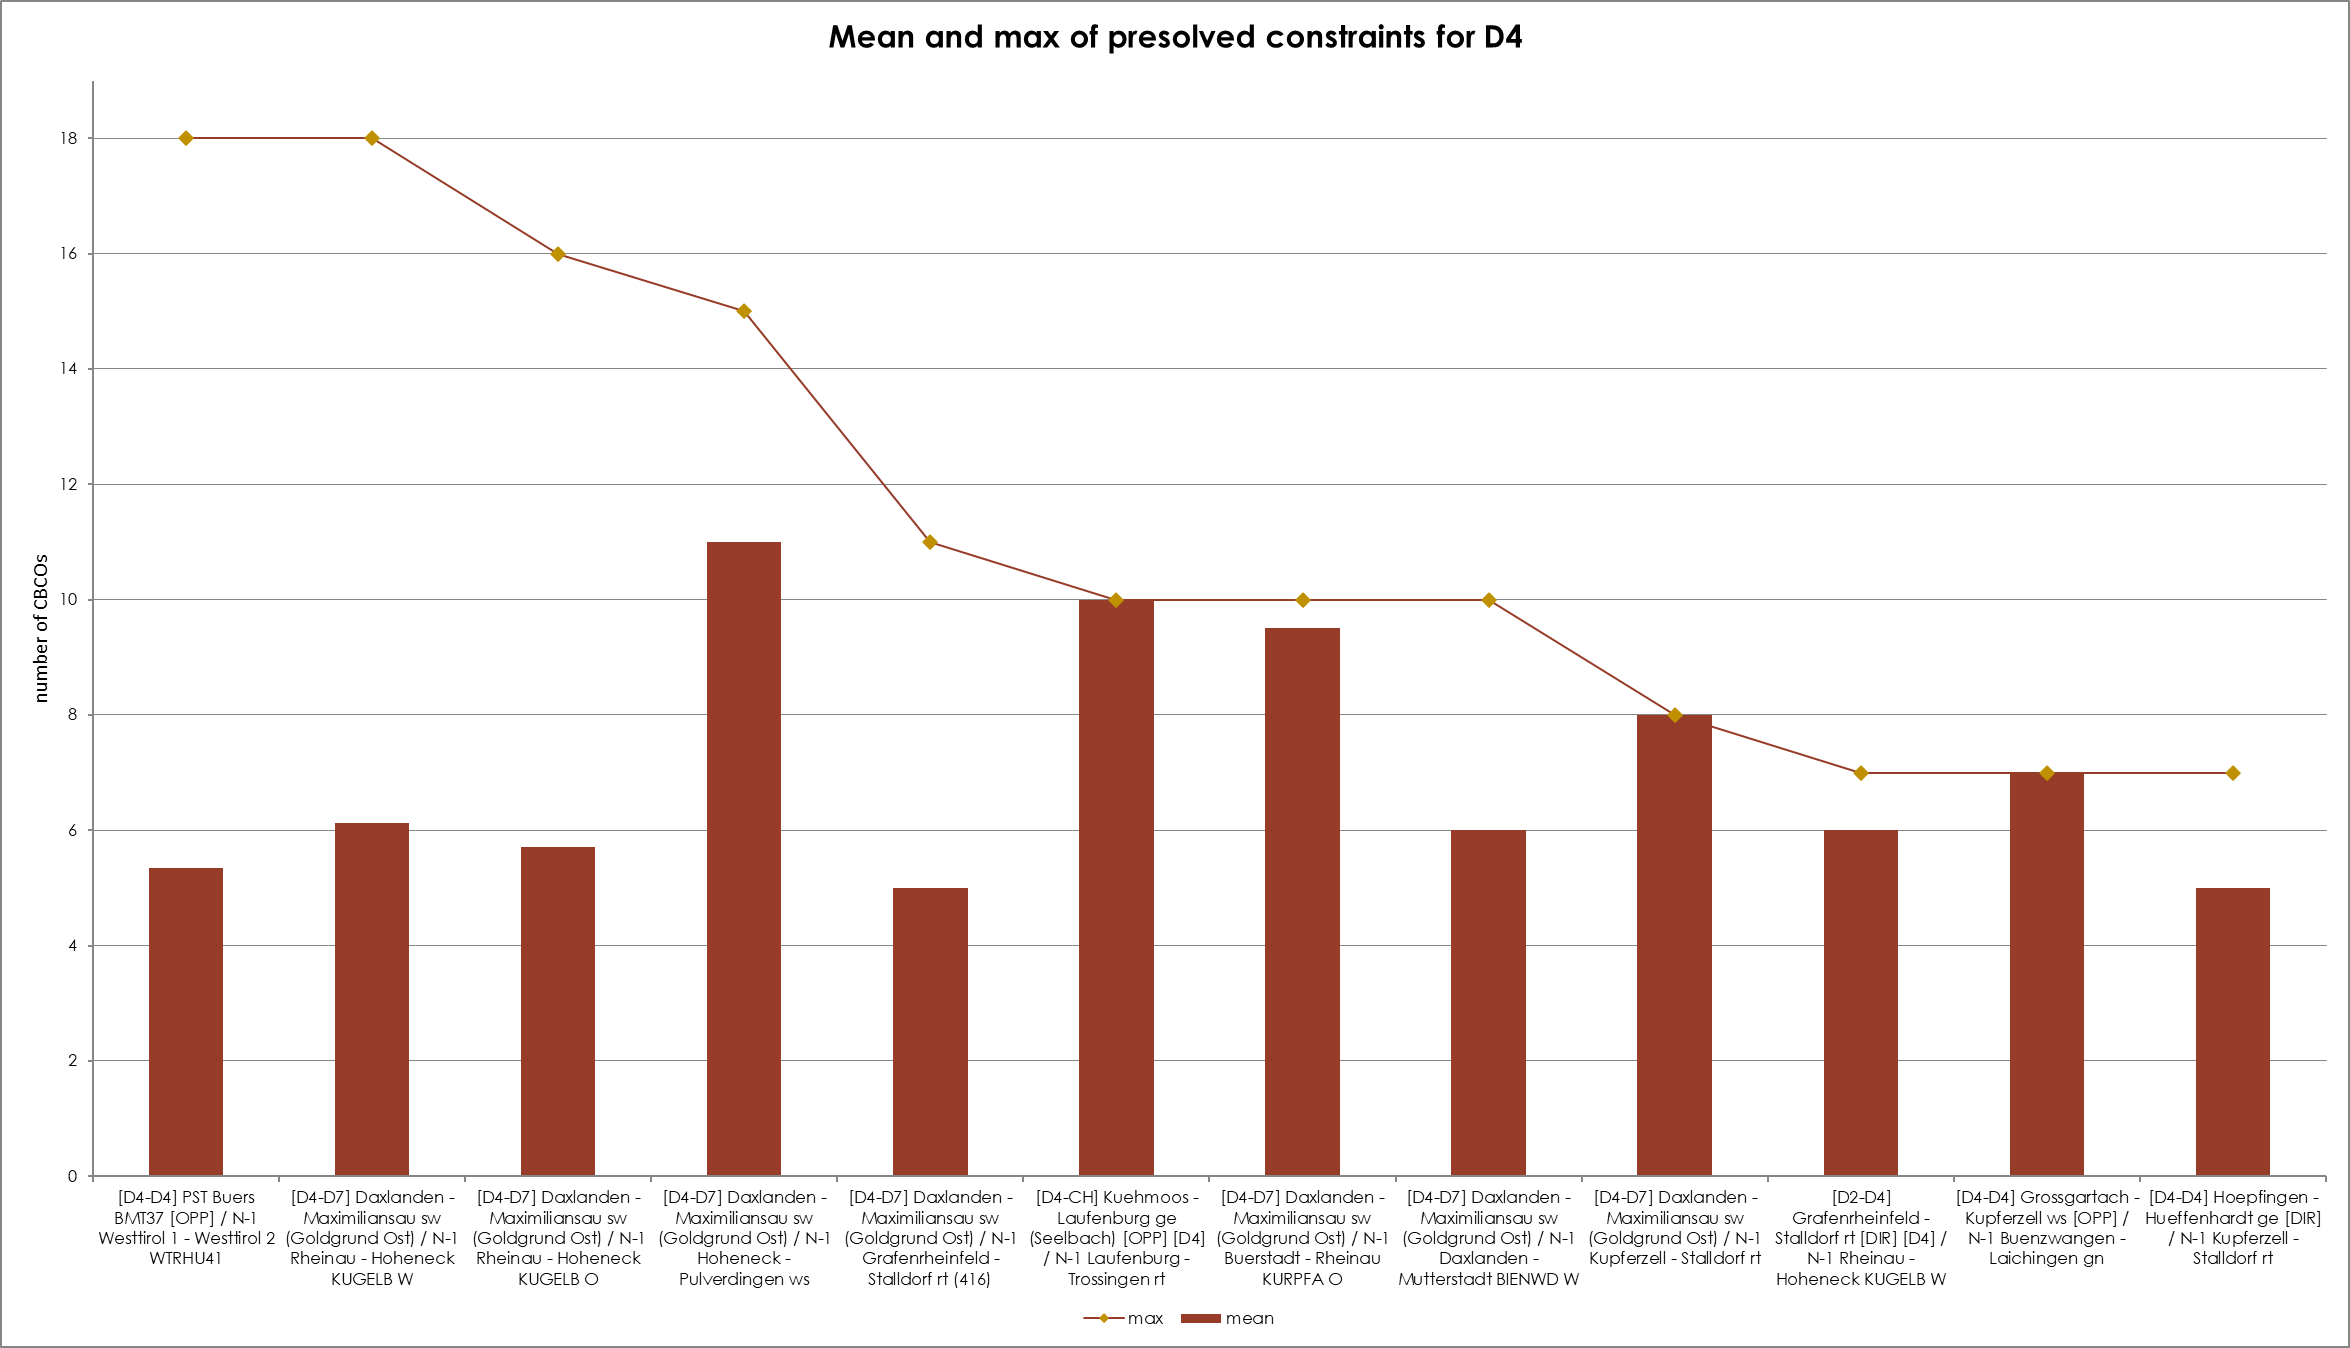 Mean and max of presolved constraints for D4
number of CBCOs
18
16
14
12
10
8
6
4
2
0
[D4-D4] PST Buers
BMT37 [OPP] / N-1
Westtirol 1 - Westtirol 2
WTRHU41
[D4-D7] Daxlanden -
Maximiliansau sw
(Goldgrund Ost) / N-1
Rheinau - Hoheneck
KUGELB W
[D4-D7] Daxlanden -
Maximiliansau sw
(Goldgrund Ost) / N-1
Rheinau - Hoheneck
KUGELB O
[D4-D7] Daxlanden -
Maximiliansau sw
(Goldgrund Ost) / N-1
Hoheneck -
Pulverdingen ws
[D4-D7] Daxlanden -
Maximiliansau sw
(Goldgrund Ost) / N-1
Grafenrheinfeld -
Stalldorf rt (416)
[D4-CH] Kuehmoos -
Laufenburg ge
(Seelbach) [OPP] [D4]
/ N-1 Laufenburg -
Trossingen rt
[D4-D7] Daxlanden -
Maximiliansau sw
(Goldgrund Ost) / N-1
Buerstadt - Rheinau
KURPFA O
[D4-D7] Daxlanden -
Maximiliansau sw
(Goldgrund Ost) / N-1
Daxlanden -
Mutterstadt BIENWD W
[D4-D7] Daxlanden -
Maximiliansau sw
(Goldgrund Ost) / N-1
Kupferzell - Stalldorf rt
[D2-D4]
Grafenrheinfeld -
Stalldorf rt [DIR] [D4] /
N-1 Rheinau -
Hoheneck KUGELB W
[D4-D4] Grossgartach -
Kupferzell ws [OPP] /
N-1 Buenzwangen -
Laichingen gn
[D4-D4] Hoepfingen -
Hueffenhardt ge [DIR]
/ N-1 Kupferzell -
Stalldorf rt
max
mean